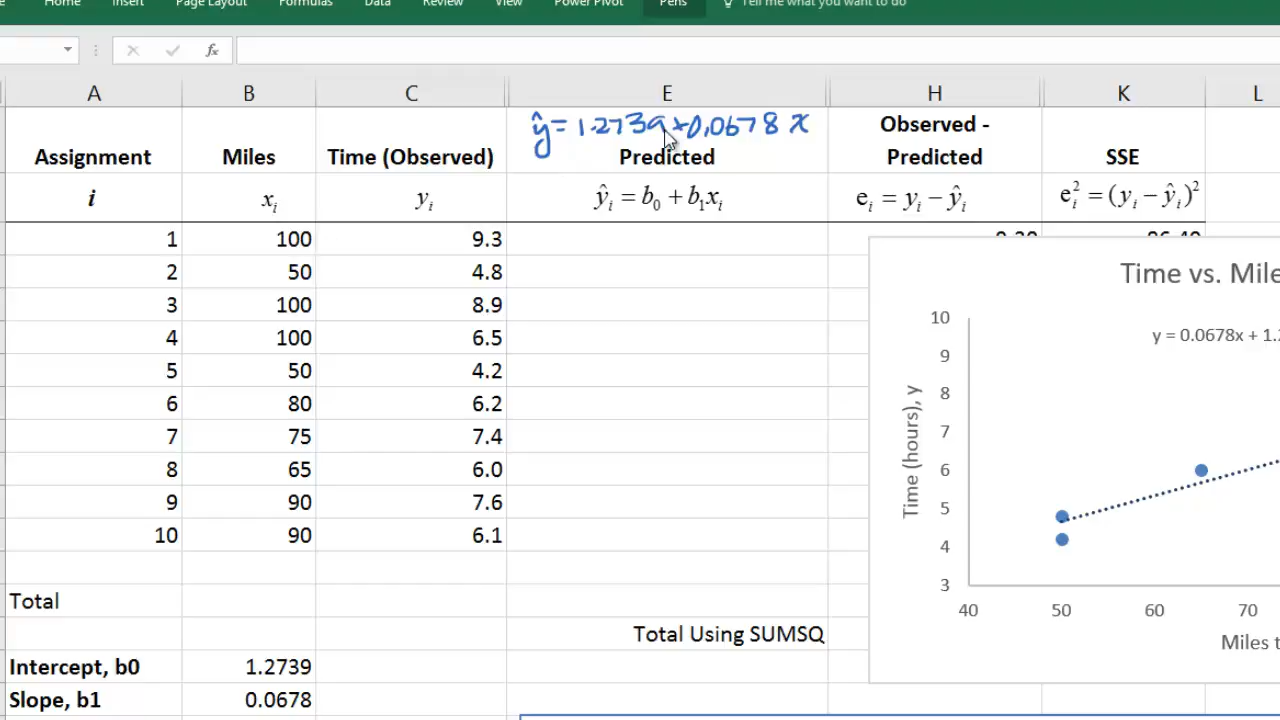 Home Insert Page Layout Formulas Data Review View Power Pivot Pens Tell me what you want to do
fx
A B C E H K L
ŷ= 1.2739+0.0678 x
Assignment Miles Time (Observed) Predicted Observed - Predicted SSE
i xᵢ yᵢ ŷᵢ = b₀ + b₁xᵢ eᵢ = yᵢ − ŷᵢ eᵢ² = (yᵢ − ŷᵢ)²
1 100 9.3
2 50 4.8
3 100 8.9
4 100 6.5
5 50 4.2
6 80 6.2
7 75 7.4
8 65 6.0
9 90 7.6
10 90 6.1
Total
Total Using SUMSQ
Intercept, b0 1.2739
Slope, b1 0.0678
Time vs.
y = 0.0678x +
10
9
8
7
6
5
4
3
Time (hours), y
40 50 60 70
Miles